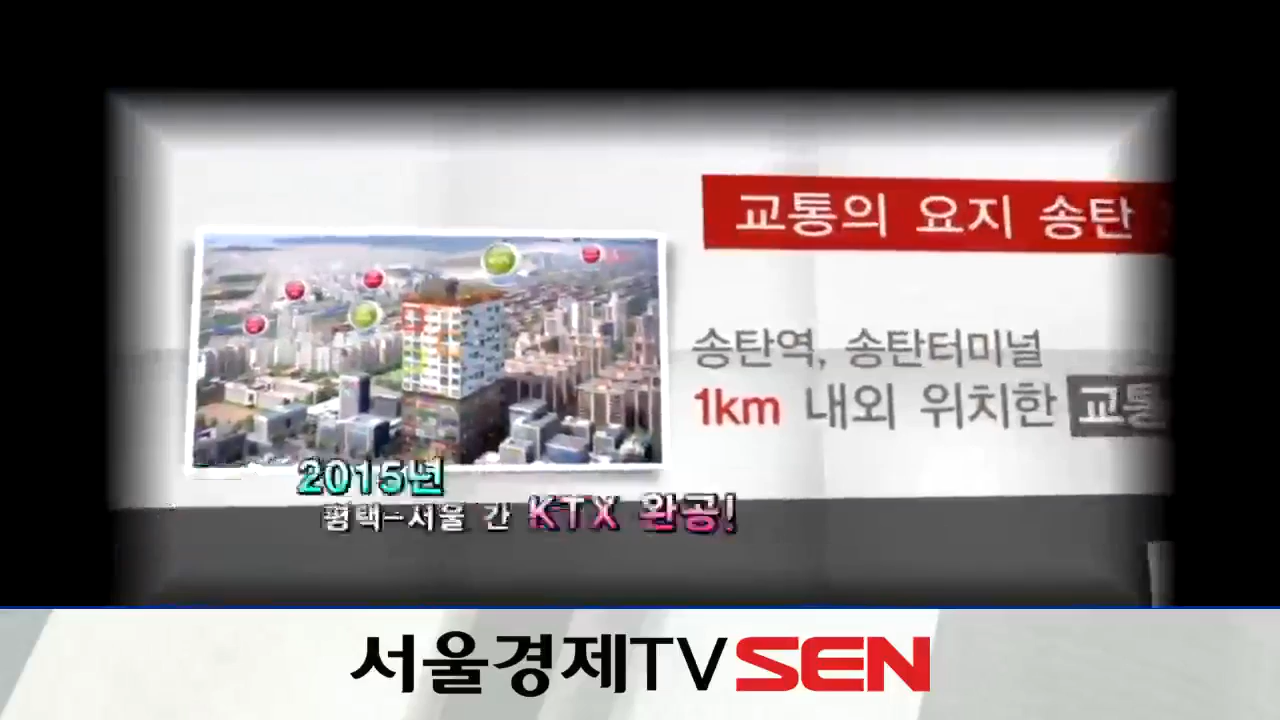 교통의 요지 송탄
송탄역, 송탄터미널
1km 내외 위치한 교통
2015년
평택-서울 간 KTX 완공!
서울경제TV SEN